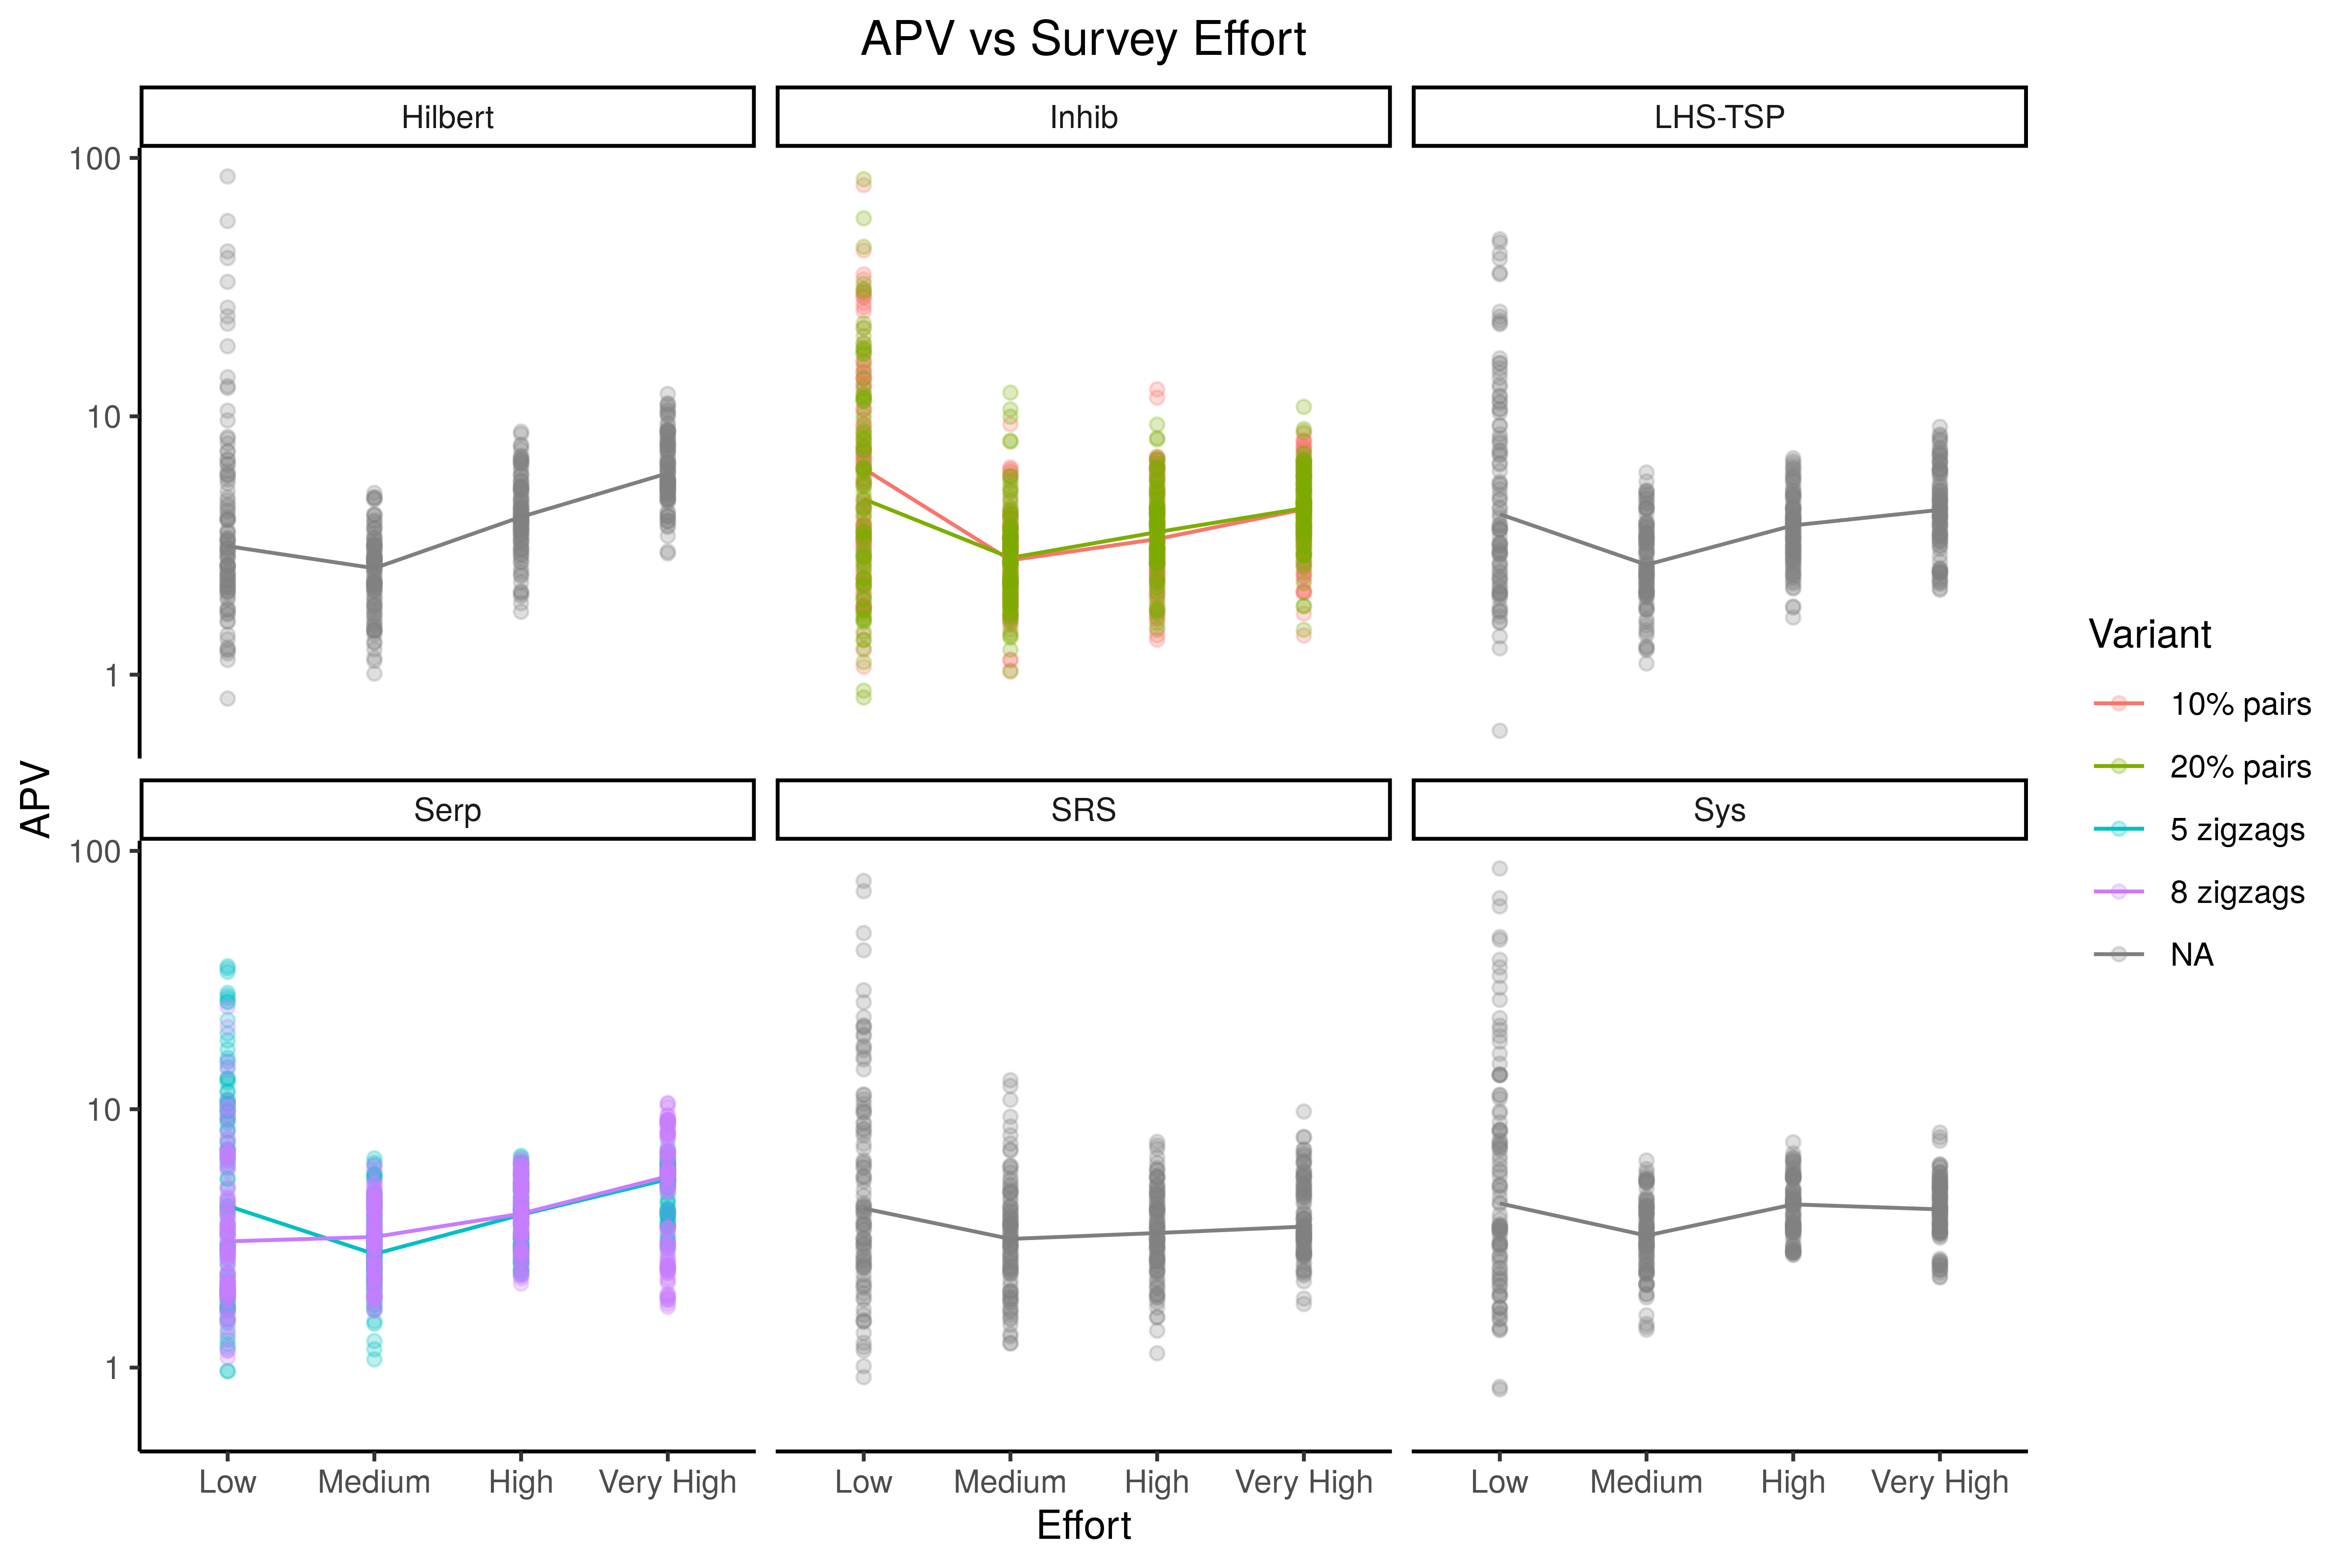 APV vs Survey Effort
Hilbert
Inhib
LHS-TSP
100
10
1
APV
Serp
SRS
Sys
100
10
1
Low Medium High Very High
Low Medium High Very High
Low Medium High Very High
Effort
Variant
10% pairs
20% pairs
5 zigzags
8 zigzags
NA